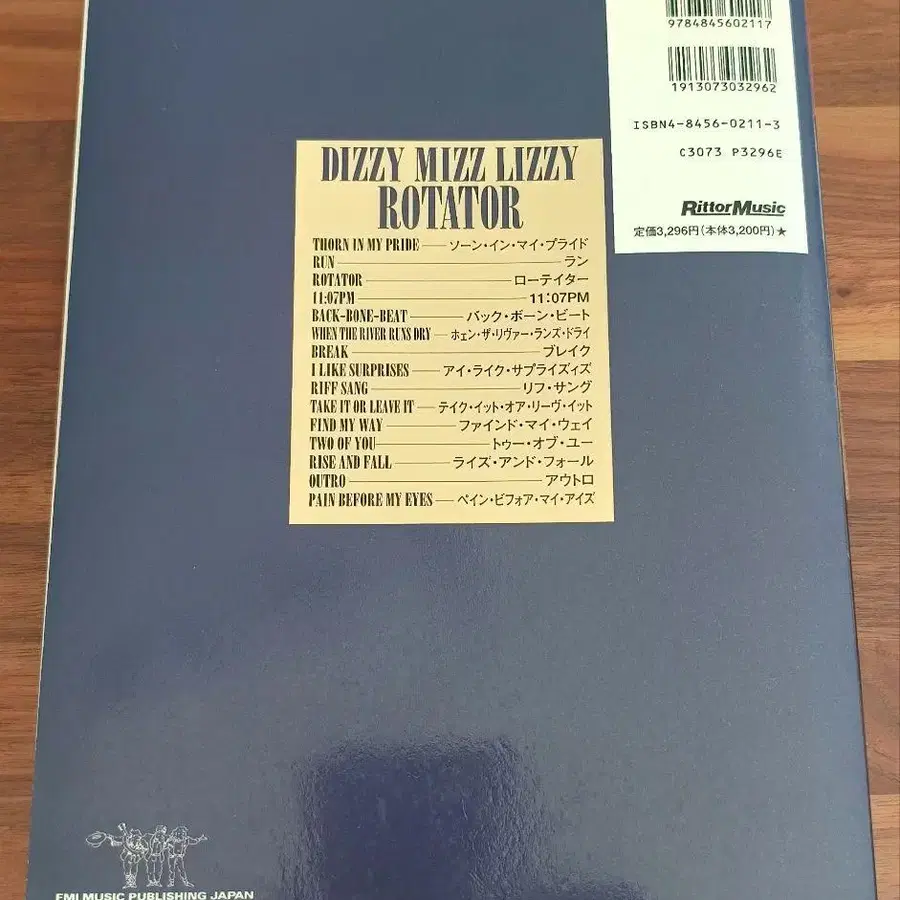 9784845602117
1913073032962
ISBN4-8456-0211-3
C3073 P3296E
RittorMusic
定価3,296円(本体3,200円)★
DIZZY MIZZ LIZZY
ROTATOR
THORN IN MY PRIDE — ソーン・イン・マイ・プライド
RUN — ラン
ROTATOR — ローテイター
11:07PM — 11:07PM
BACK-BONE-BEAT — バック・ボーン・ビート
WHEN THE RIVER RUNS DRY — ホェン・ザ・リヴァー・ランズ・ドライ
BREAK — ブレイク
I LIKE SURPRISES — アイ・ライク・サプライズィズ
RIFF SANG — リフ・サング
TAKE IT OR LEAVE IT — テイク・イット・オア・リーヴ・イット
FIND MY WAY — ファインド・マイ・ウェイ
TWO OF YOU — トゥー・オブ・ユー
RISE AND FALL — ライズ・アンド・フォール
OUTRO — アウトロ
PAIN BEFORE MY EYES — ペイン・ビフォア・マイ・アイズ
EMI MUSIC PUBLISHING JAPAN